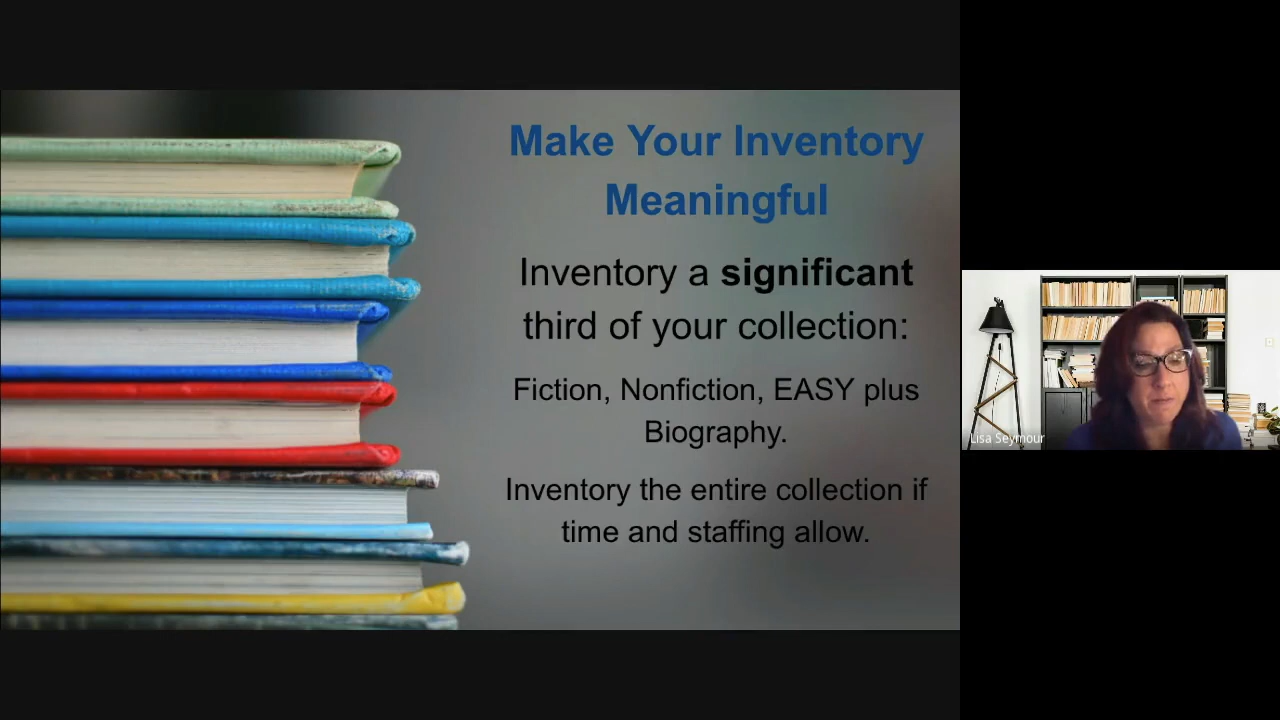 Make Your Inventory
Meaningful
Inventory a significant
third of your collection:
Fiction, Nonfiction, EASY plus
Biography.
Inventory the entire collection if
time and staffing allow.
Lisa Seymour